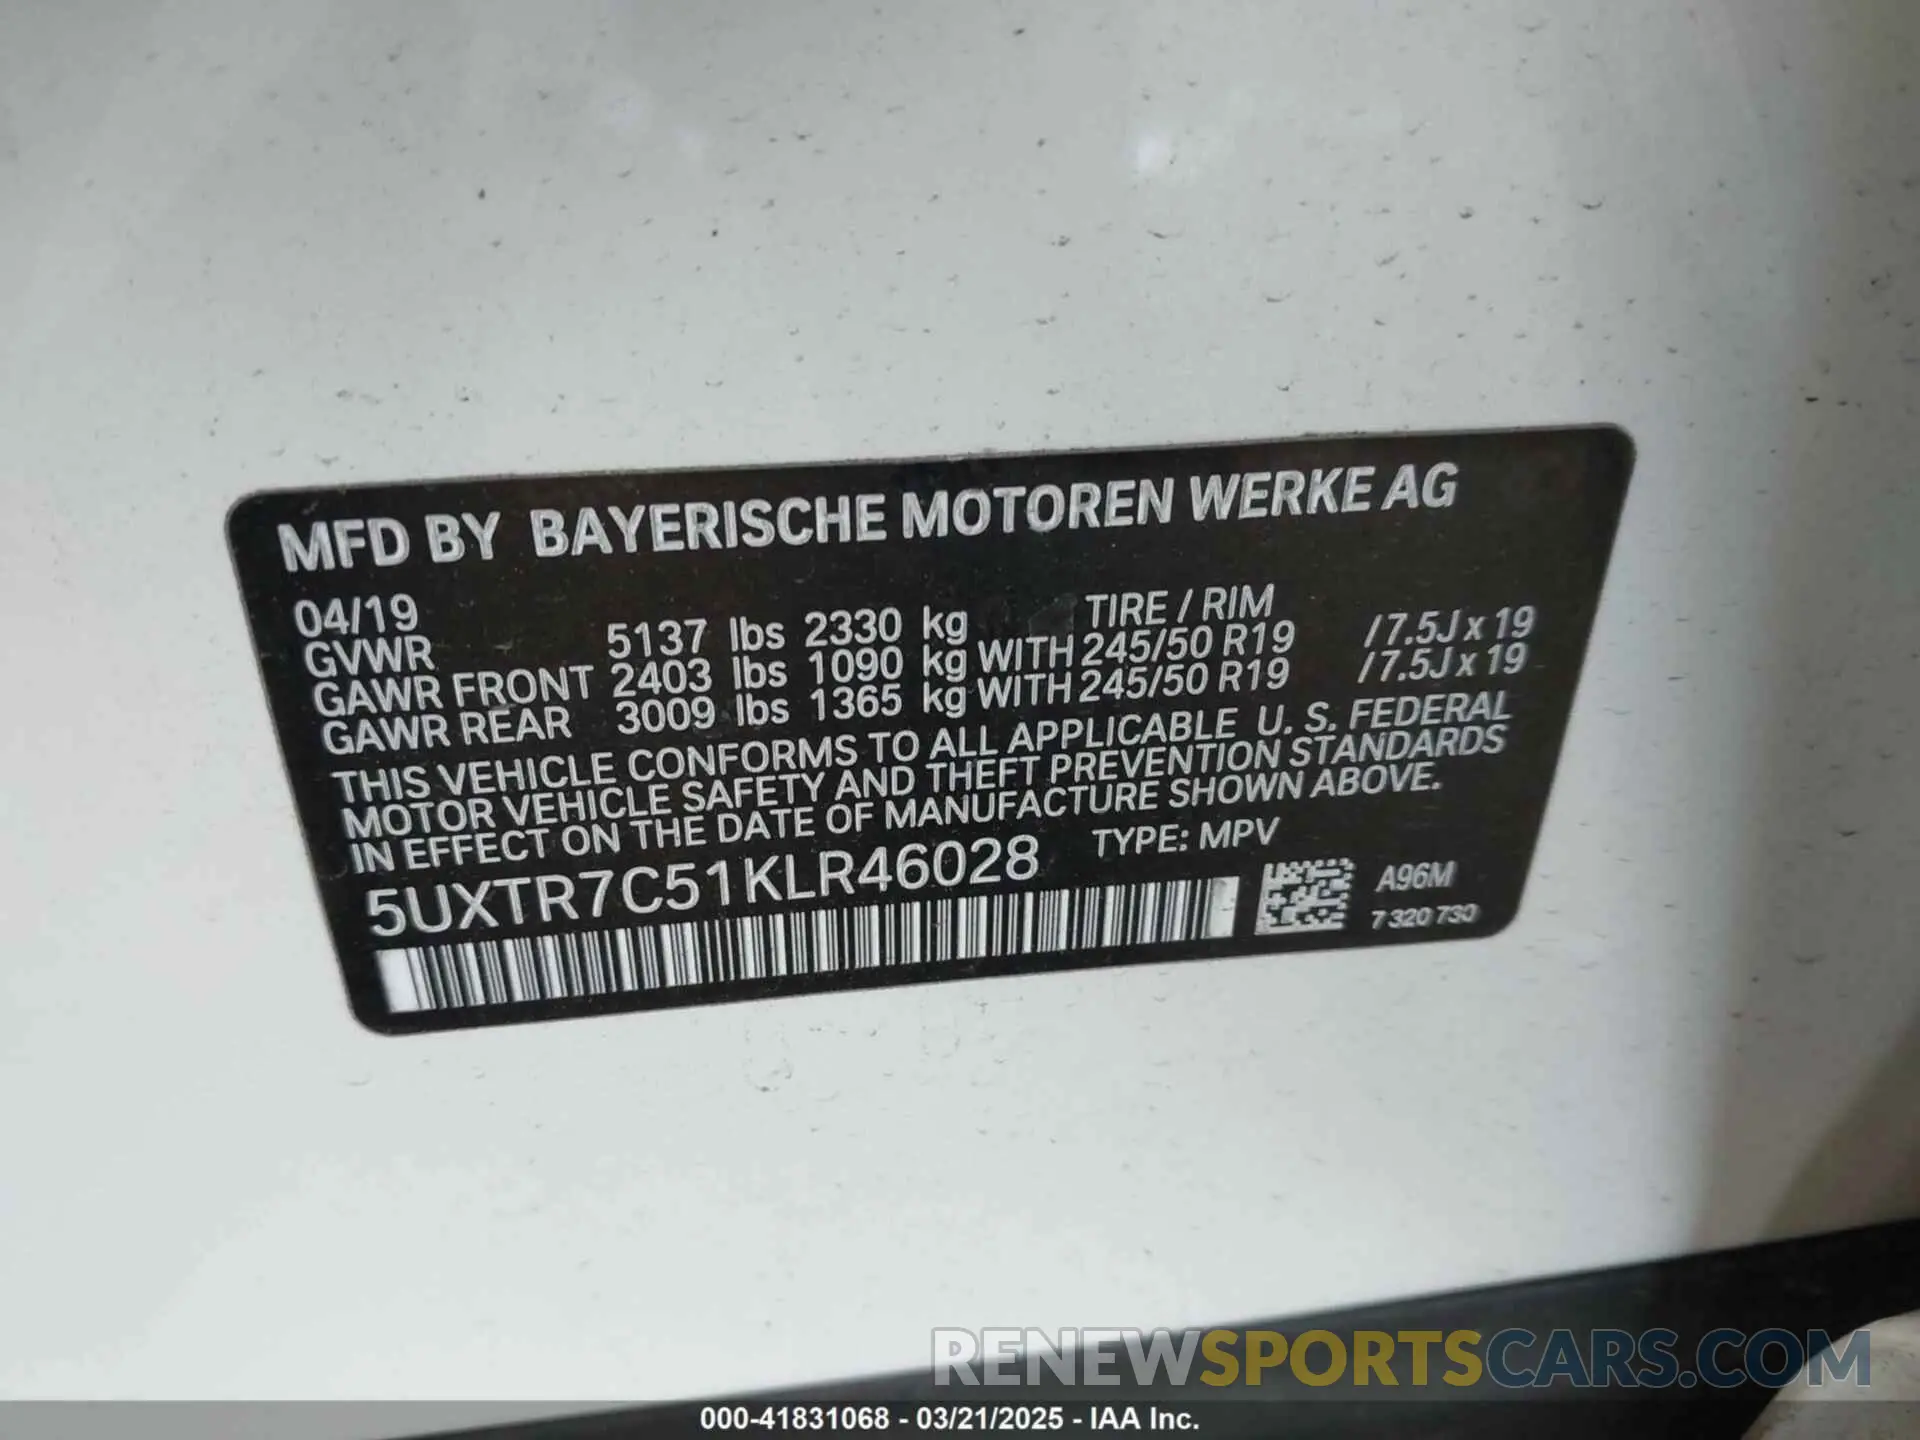 MFD BY BAYERISCHE MOTOREN WERKE AG
04/19 TIRE / RIM
GVWR 5137 lbs 2330 kg
GAWR FRONT 2403 lbs 1090 kg WITH 245/50 R19 / 7.5J x 19
GAWR REAR 3009 lbs 1365 kg WITH 245/50 R19 / 7.5J x 19
THIS VEHICLE CONFORMS TO ALL APPLICABLE U. S. FEDERAL
MOTOR VEHICLE SAFETY AND THEFT PREVENTION STANDARDS
IN EFFECT ON THE DATE OF MANUFACTURE SHOWN ABOVE.
5UXTR7C51KLR46028 TYPE: MPV
A96M
7 320 730
RENEWSPORTSCARS.COM
000-41831068 - 03/21/2025 - IAA Inc.